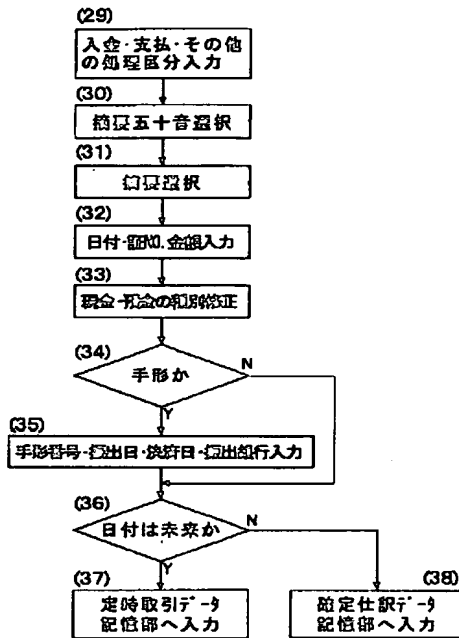 (29)
入金・支払・その他
の処理区分入力
(30)
摘要五十音選択
(31)
摘要選択
(32)
日付・金額入力
(33)
現金・預金の種別修正
(34)
手形か
N
Y
(35)
手形番号・振出日・決済日・振出銀行入力
(36)
日付は未来か
N
Y
(37)
定時取引データ
記憶部へ入力
(38)
確定仕訳データ
記憶部へ入力